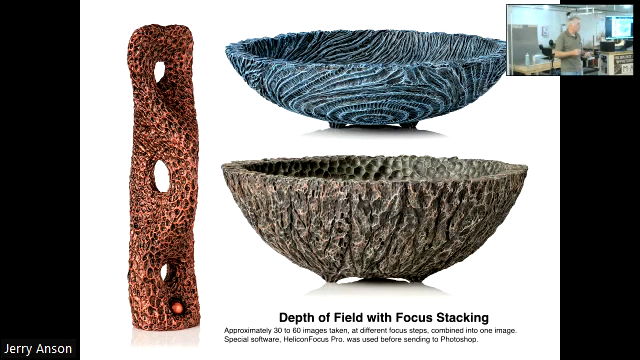 Depth of Field with Focus Stacking
Approximately 30 to 60 images taken, at different focus steps, combined into one image.
Special software, HeliconFocus Pro. was used before sending to Photoshop.
Jerry Anson